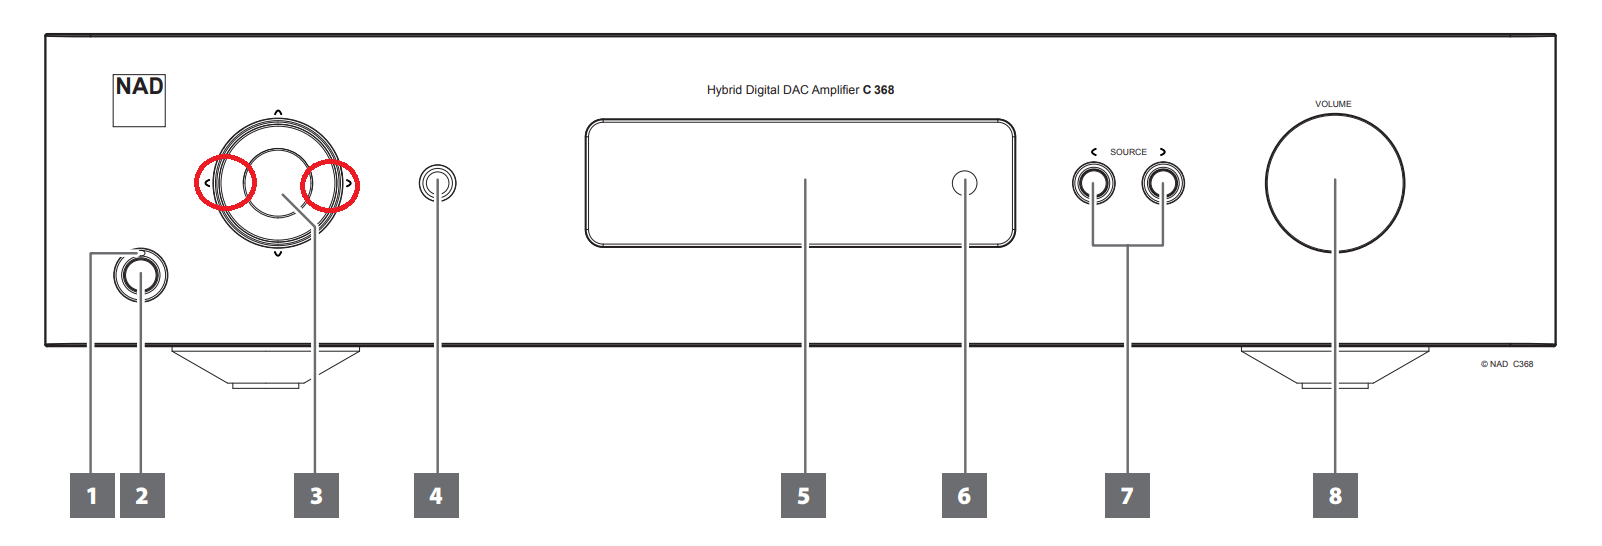 NAD
Hybrid Digital DAC Amplifier C 368
VOLUME
< SOURCE >
© NAD C368
1 2 3 4 5 6 7 8